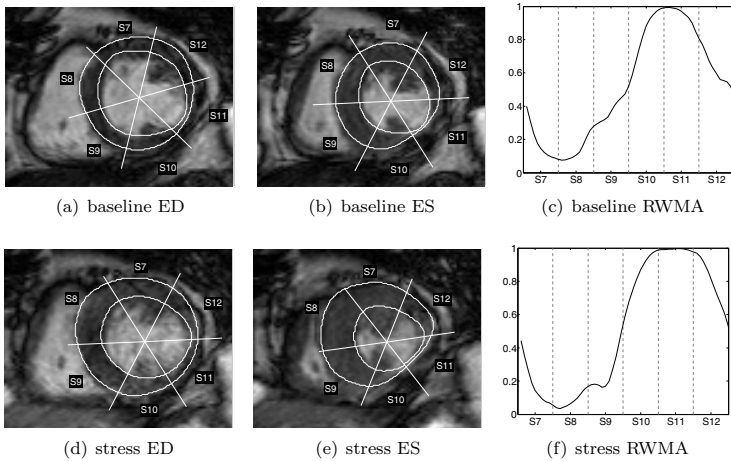 S7
S12
S8
S11
S9
S10
S7
S8
S12
S11
S9
S10
1
0.8
0.6
0.4
0.2
0
S7 S8 S9 S10 S11 S12
(a) baseline ED
(b) baseline ES
(c) baseline RWMA
S7
S8
S12
S11
S9
S10
S7
S8
S12
S11
S9
S10
1
0.8
0.6
0.4
0.2
0
S7 S8 S9 S10 S11 S12
(d) stress ED
(e) stress ES
(f) stress RWMA